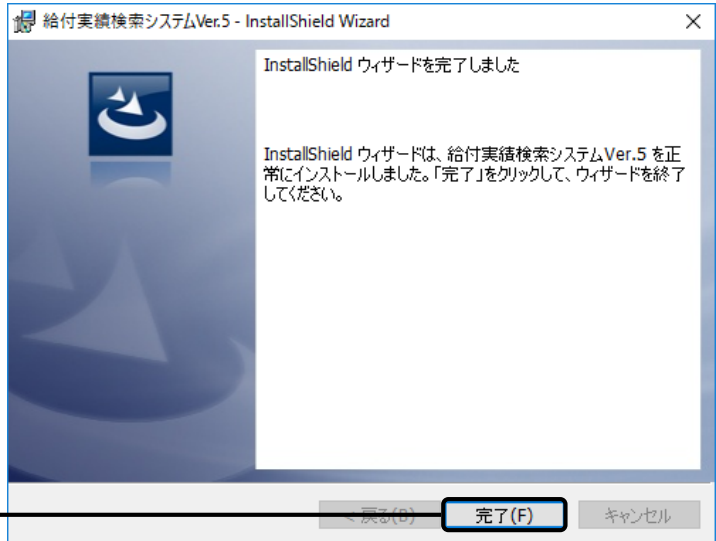 給付実績検索システムVer.5 - InstallShield Wizard
InstallShield ウィザードを完了しました
InstallShield ウィザードは、給付実績検索システムVer.5 を正
常にインストールしました。「完了」をクリックして、ウィザードを終了
してください。
< 戻る(B) 完了(F) キャンセル